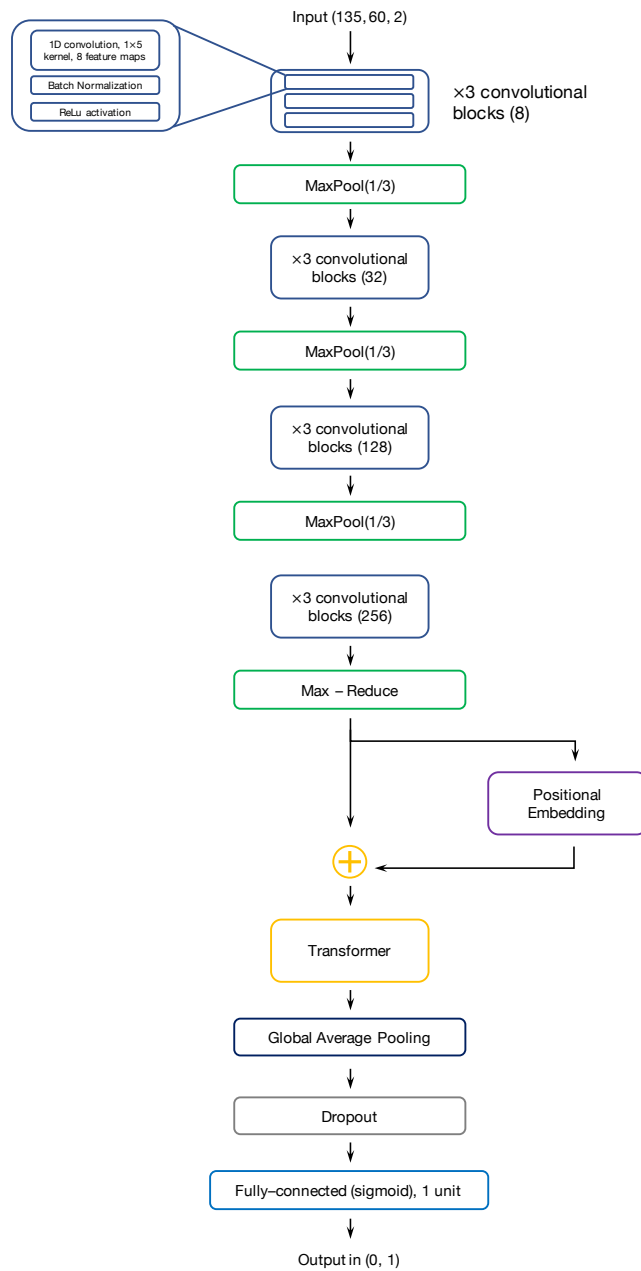 Input (135, 60, 2)
1D convolution, 1×5
kernel, 8 feature maps
Batch Normalization
ReLu activation
×3 convolutional
blocks (8)
MaxPool(1/3)
×3 convolutional
blocks (32)
MaxPool(1/3)
×3 convolutional
blocks (128)
MaxPool(1/3)
×3 convolutional
blocks (256)
Max – Reduce
Positional
Embedding
Transformer
Global Average Pooling
Dropout
Fully–connected (sigmoid), 1 unit
Output in (0, 1)